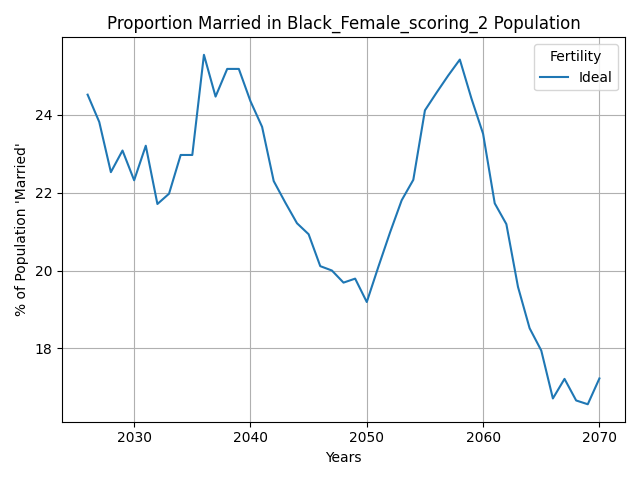 Proportion Married in Black_Female_scoring_2 Population
Fertility
Ideal
% of Population 'Married'
24
22
20
18
2030
2040
2050
2060
2070
Years